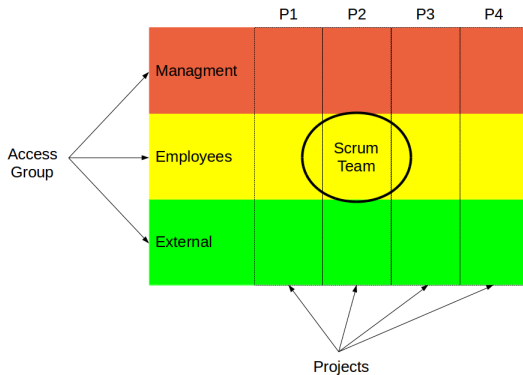 P1 P2 P3 P4
Managment
Access
Group
Employees
Scrum
Team
External
Projects